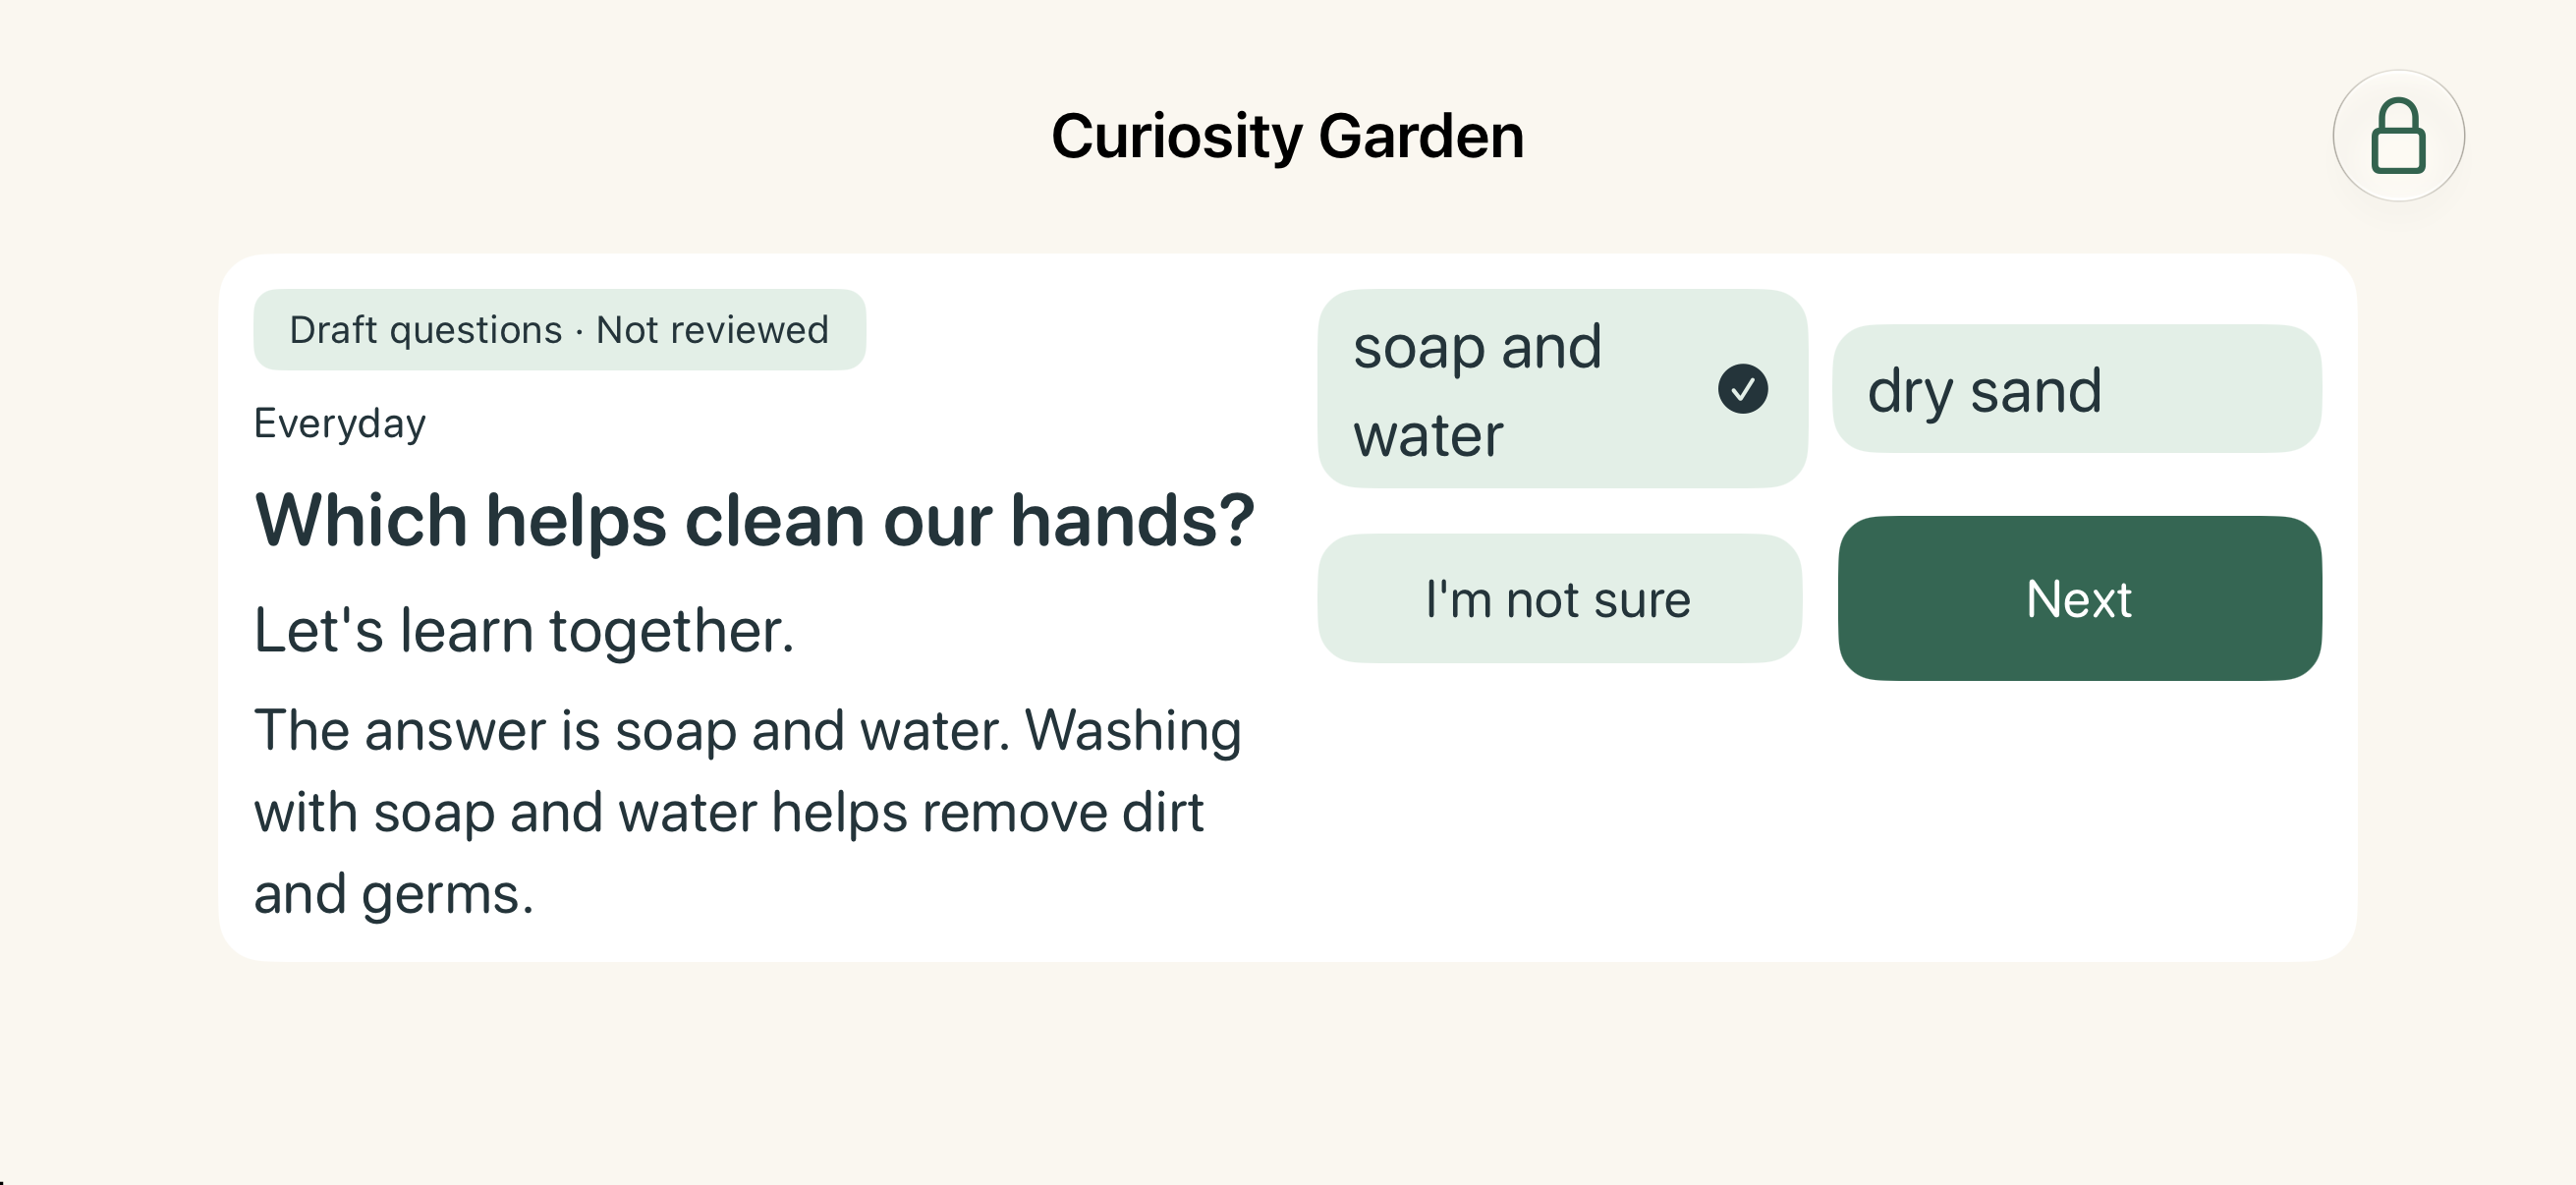 Curiosity Garden
Draft questions · Not reviewed
Everyday
Which helps clean our hands?
Let's learn together.
The answer is soap and water. Washing
with soap and water helps remove dirt
and germs.
soap and
water
dry sand
I'm not sure
Next